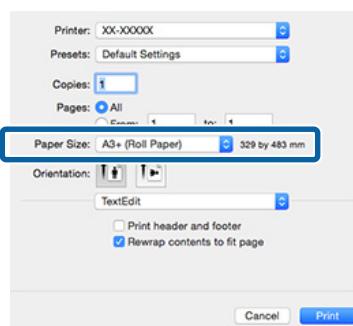 Printer: XX-XXXXX
Presets: Default Settings
Copies: 1
Pages: All
From: 1 to: 1
Paper Size: A3+ (Roll Paper) 329 by 483 mm
Orientation:
TextEdit
Print header and footer
Rewrap contents to fit page
Cancel Print